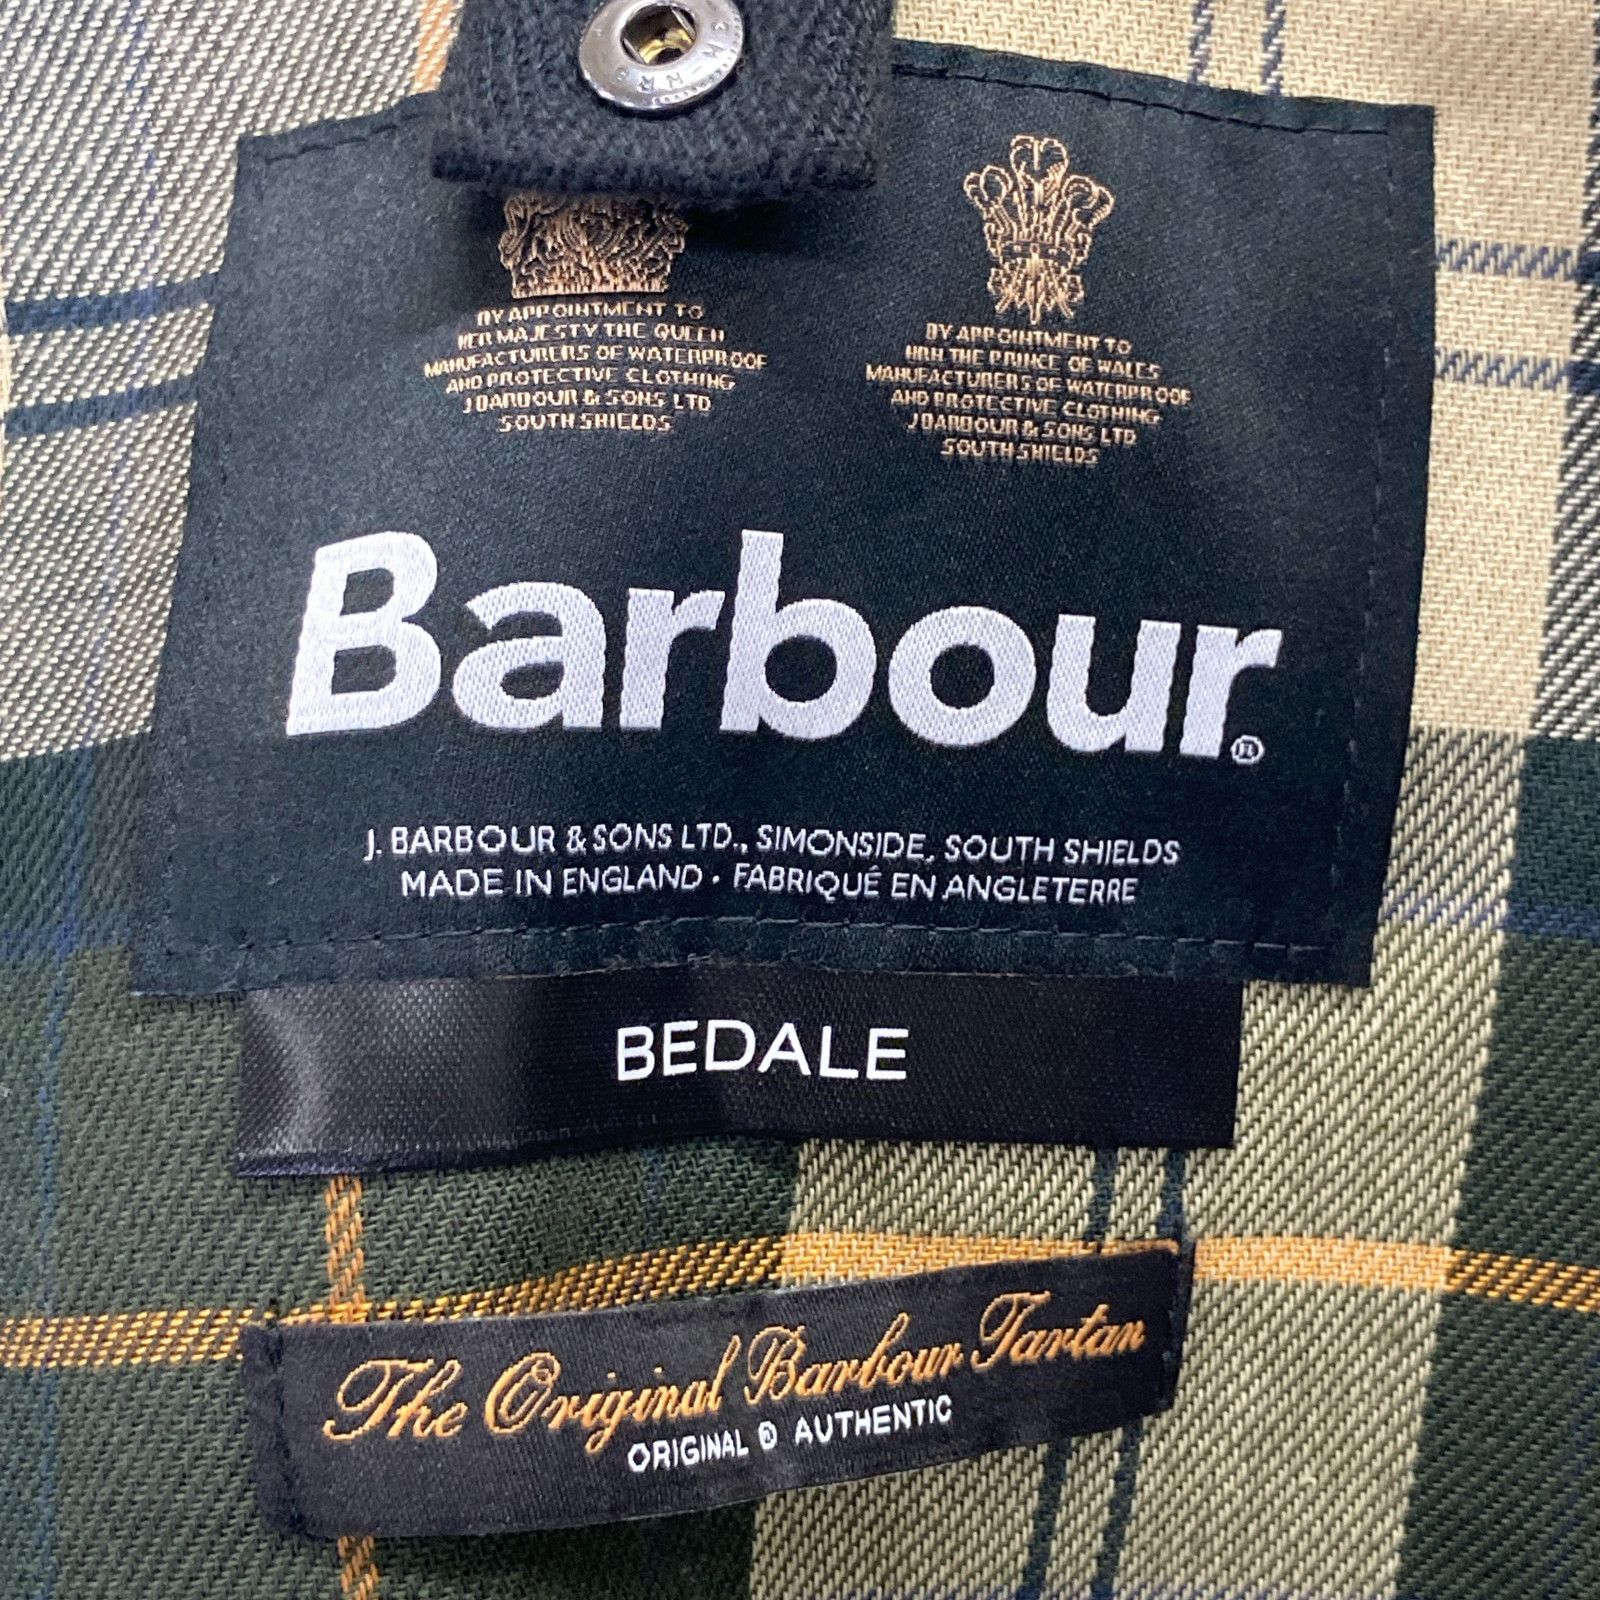 BY APPOINTMENT TO
HER MAJESTY THE QUEEN
MANUFACTURERS OF WATERPROOF
AND PROTECTIVE CLOTHING
J BARBOUR & SONS LTD
SOUTH SHIELDS
BY APPOINTMENT TO
HRH THE PRINCE OF WALES
MANUFACTURERS OF WATERPROOF
AND PROTECTIVE CLOTHING
J BARBOUR & SONS LTD
SOUTH SHIELDS
Barbour®
J. BARBOUR & SONS LTD., SIMONSIDE, SOUTH SHIELDS
MADE IN ENGLAND · FABRIQUÉ EN ANGLETERRE
BEDALE
The Original Barbour Tartan
ORIGINAL ® AUTHENTIC